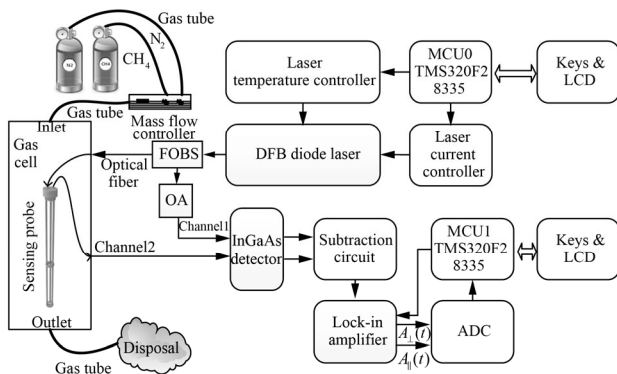 Gas tube
N2
CH4
N2
CH4
Gas tube
Inlet
Mass flow
controller
Gas
cell
Optical
fiber
FOBS
OA
Sensing probe
Channel1
Channel2
Outlet
Gas tube
Disposal
Laser
temperature controller
MCU0
TMS320F2
8335
Keys &
LCD
DFB diode laser
Laser
current
controller
InGaAs
detector
Subtraction
circuit
MCU1
TMS320F2
8335
Keys &
LCD
Lock-in
amplifier
A⊥(t)
A∥(t)
ADC